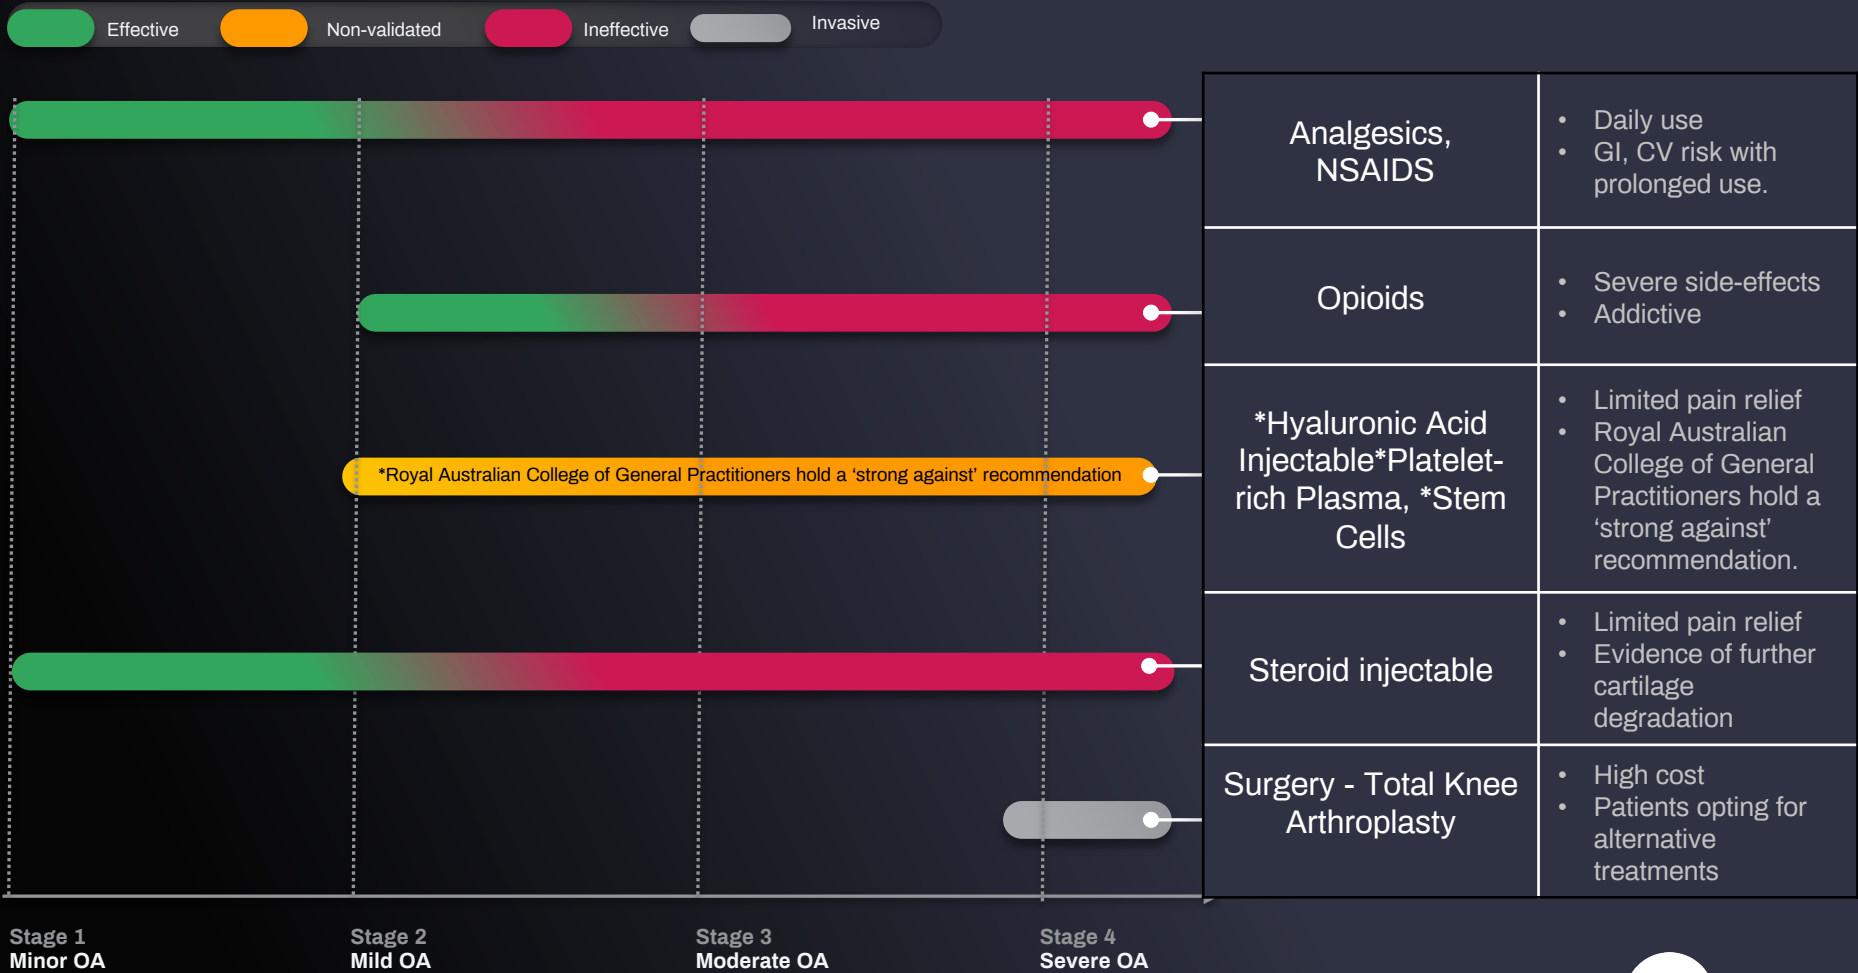 Effective
Non-validated
Ineffective
Invasive
Analgesics,
NSAIDS
• Daily use
• GI, CV risk with
prolonged use.
Opioids
• Severe side-effects
• Addictive
*Royal Australian College of General Practitioners hold a ‘strong against’ recommendation
*Hyaluronic Acid
Injectable*Platelet-
rich Plasma, *Stem
Cells
• Limited pain relief
• Royal Australian
College of General
Practitioners hold a
‘strong against’
recommendation.
Steroid injectable
• Limited pain relief
• Evidence of further
cartilage
degradation
Surgery - Total Knee
Arthroplasty
• High cost
• Patients opting for
alternative
treatments
Stage 1
Minor OA
Stage 2
Mild OA
Stage 3
Moderate OA
Stage 4
Severe OA